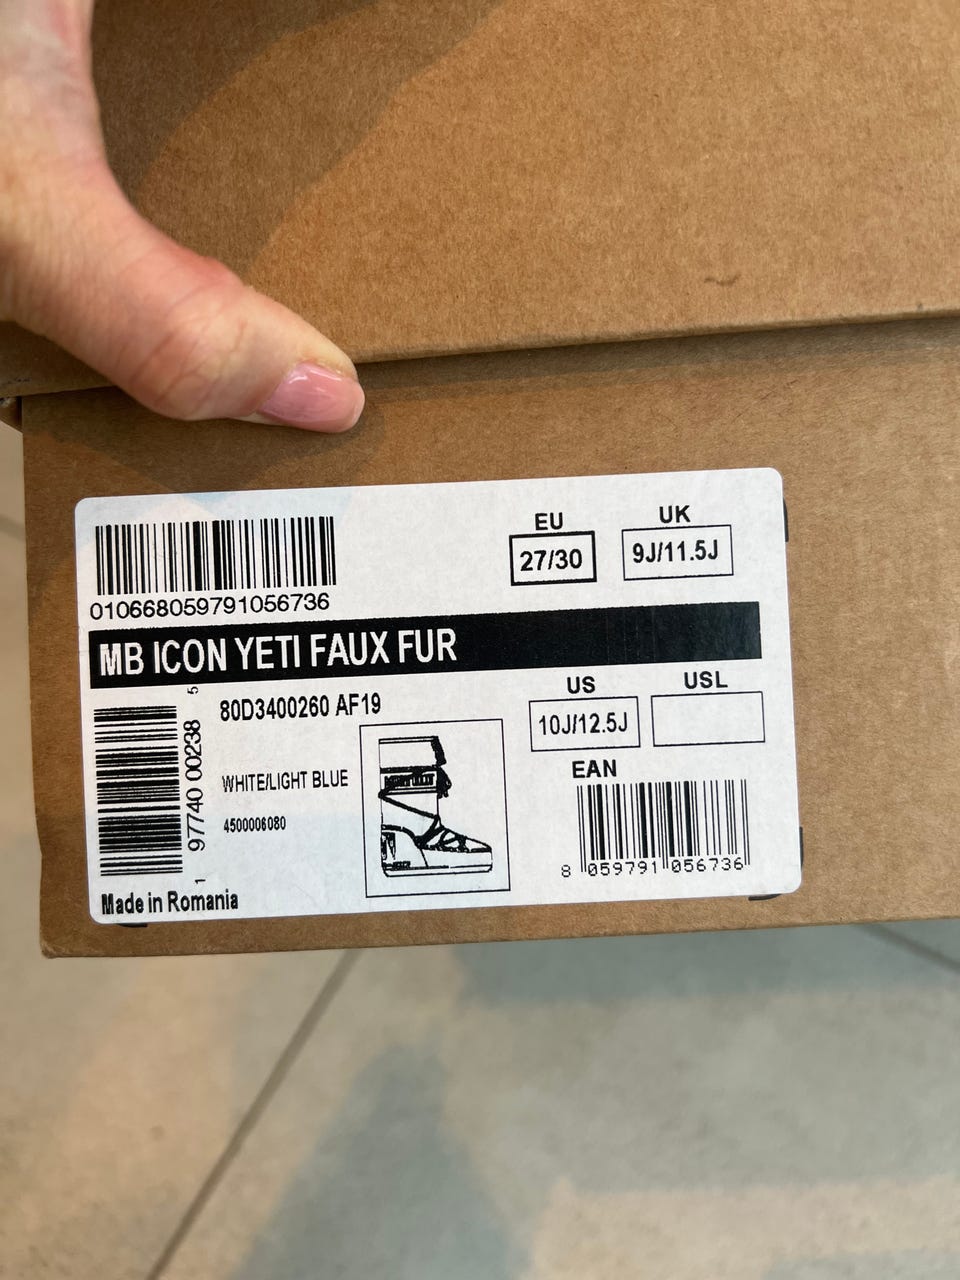 EU
UK
27/30
9J/11.5J
010668059791056736
MB ICON YETI FAUX FUR
80D3400260 AF19
US
USL
10J/12.5J
WHITE/LIGHT BLUE
4500006080
EAN
1 97740 00238 5
8 059791 056736
Made in Romania